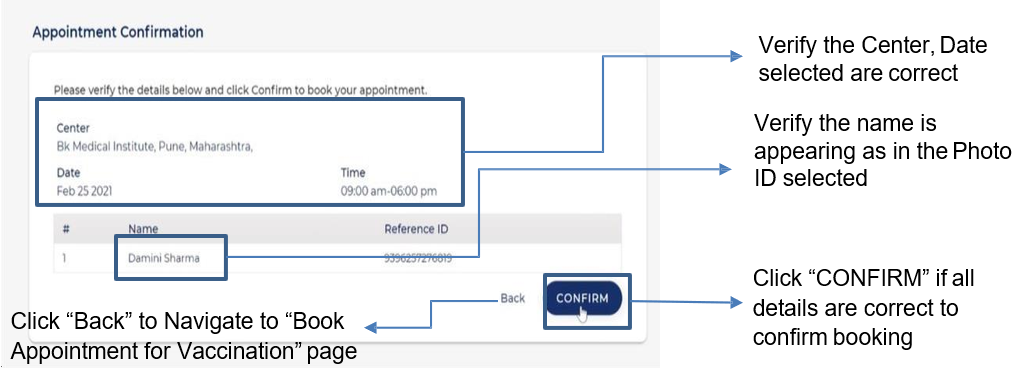 Appointment Confirmation
Please verify the details below and click Confirm to book your appointment.
Center
Bk Medical Institute, Pune, Maharashtra,
Date Time
Feb 25 2021 09:00 am-06:00 pm
# Name Reference ID
1 Damini Sharma 9396257276819
Back CONFIRM
Verify the Center, Date
selected are correct
Verify the name is
appearing as in the Photo
ID selected
Click “CONFIRM” if all
details are correct to
confirm booking
Click “Back” to Navigate to “Book
Appointment for Vaccination” page